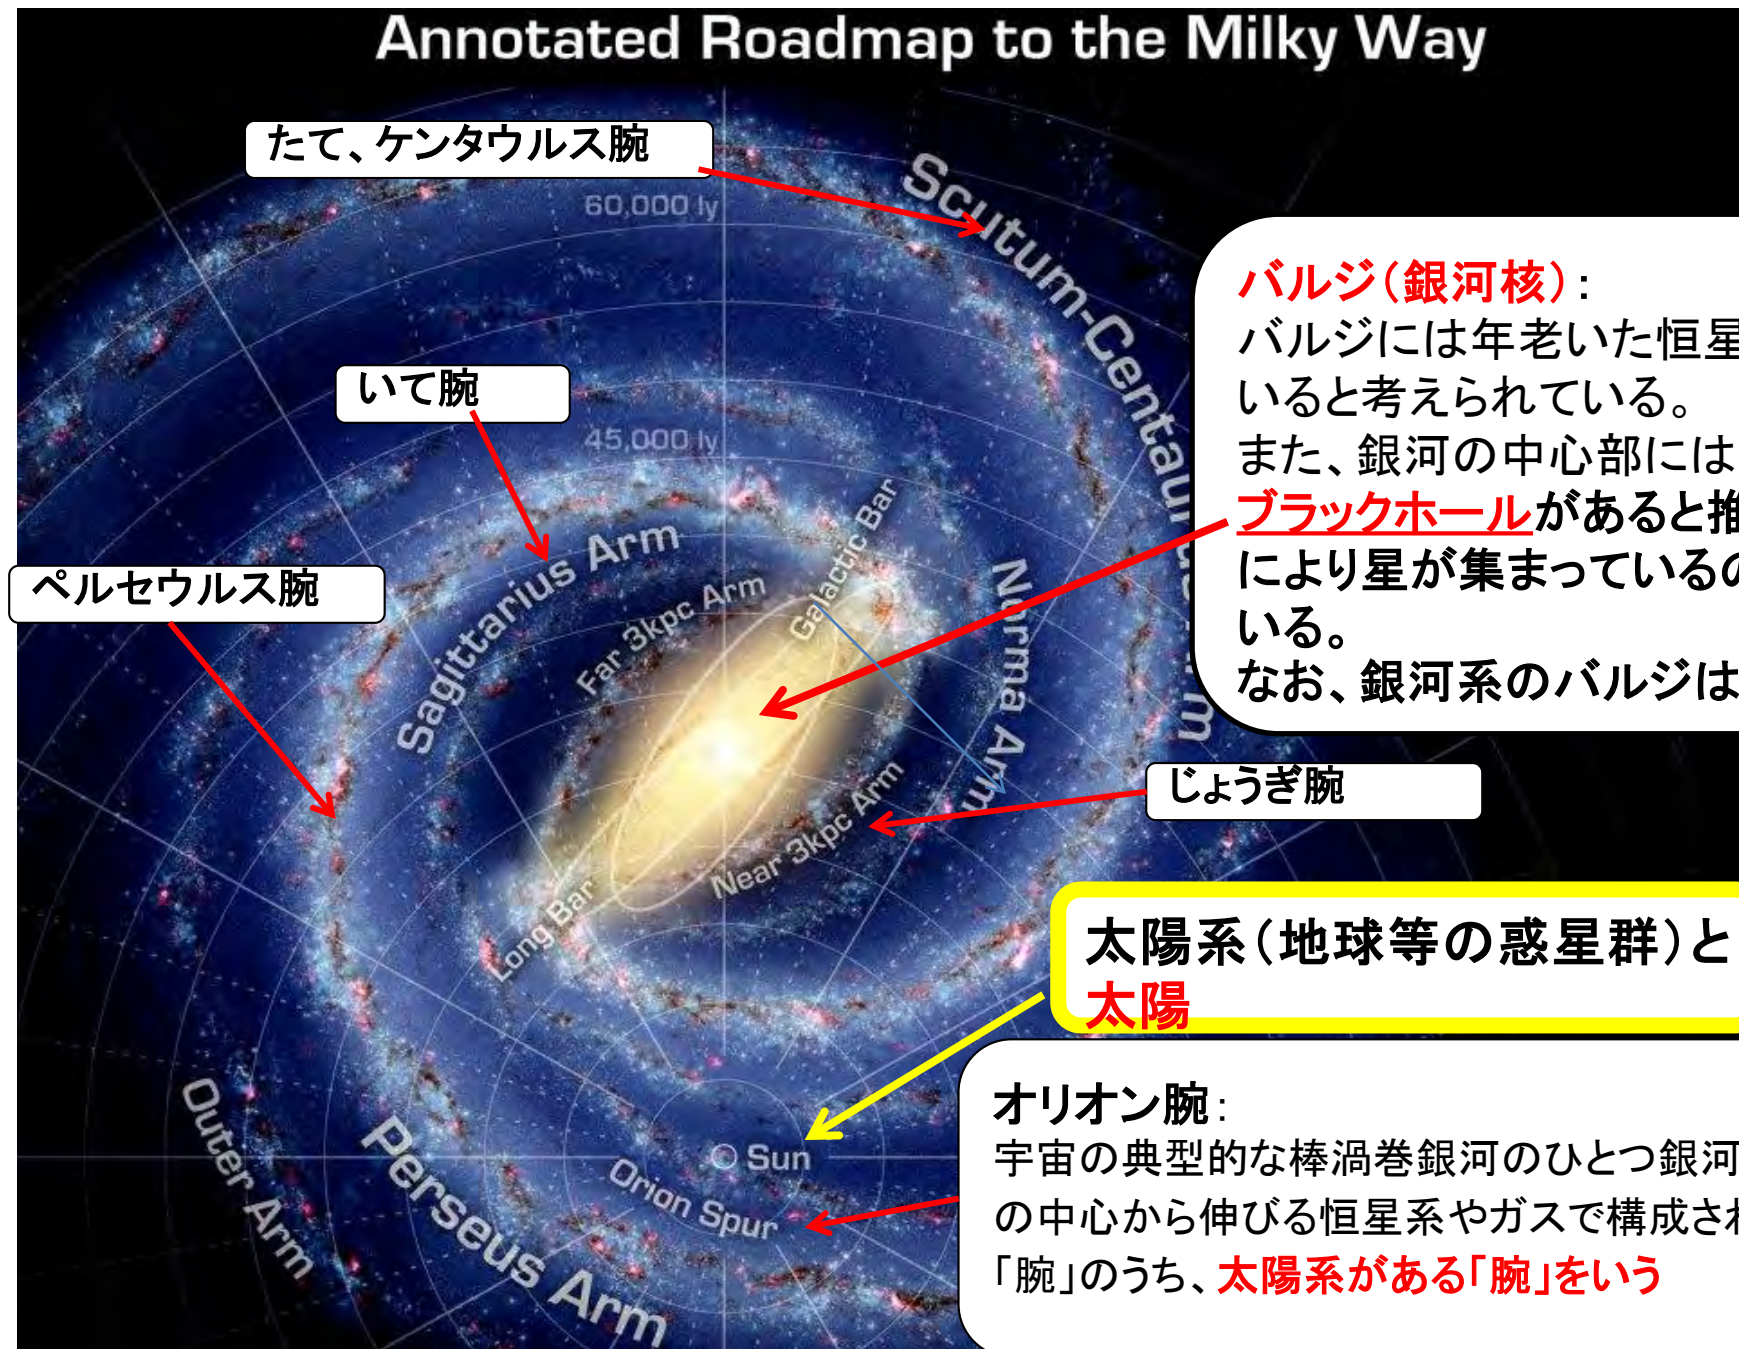 Annotated Roadmap to the Milky Way
たて、ケンタウルス腕
60,000 ly
Scutum-Centaurus Arm
バルジ(銀河核):
バルジには年老いた恒星
いると考えられている。
また、銀河の中心部には
ブラックホールがあると推
により星が集まっているの
いる。
なお、銀河系のバルジは
いて腕
45,000 ly
Sagittarius Arm
Far 3kpc Arm
Galactic Bar
Norma Arm
ペルセウルス腕
じょうぎ腕
Near 3kpc Arm
Long Bar
太陽系(地球等の惑星群)と
太陽
Outer Arm
Perseus Arm
Sun
Orion Spur
オリオン腕:
宇宙の典型的な棒渦巻銀河のひとつ銀河
の中心から伸びる恒星系やガスで構成され
「腕」のうち、太陽系がある「腕」をいう